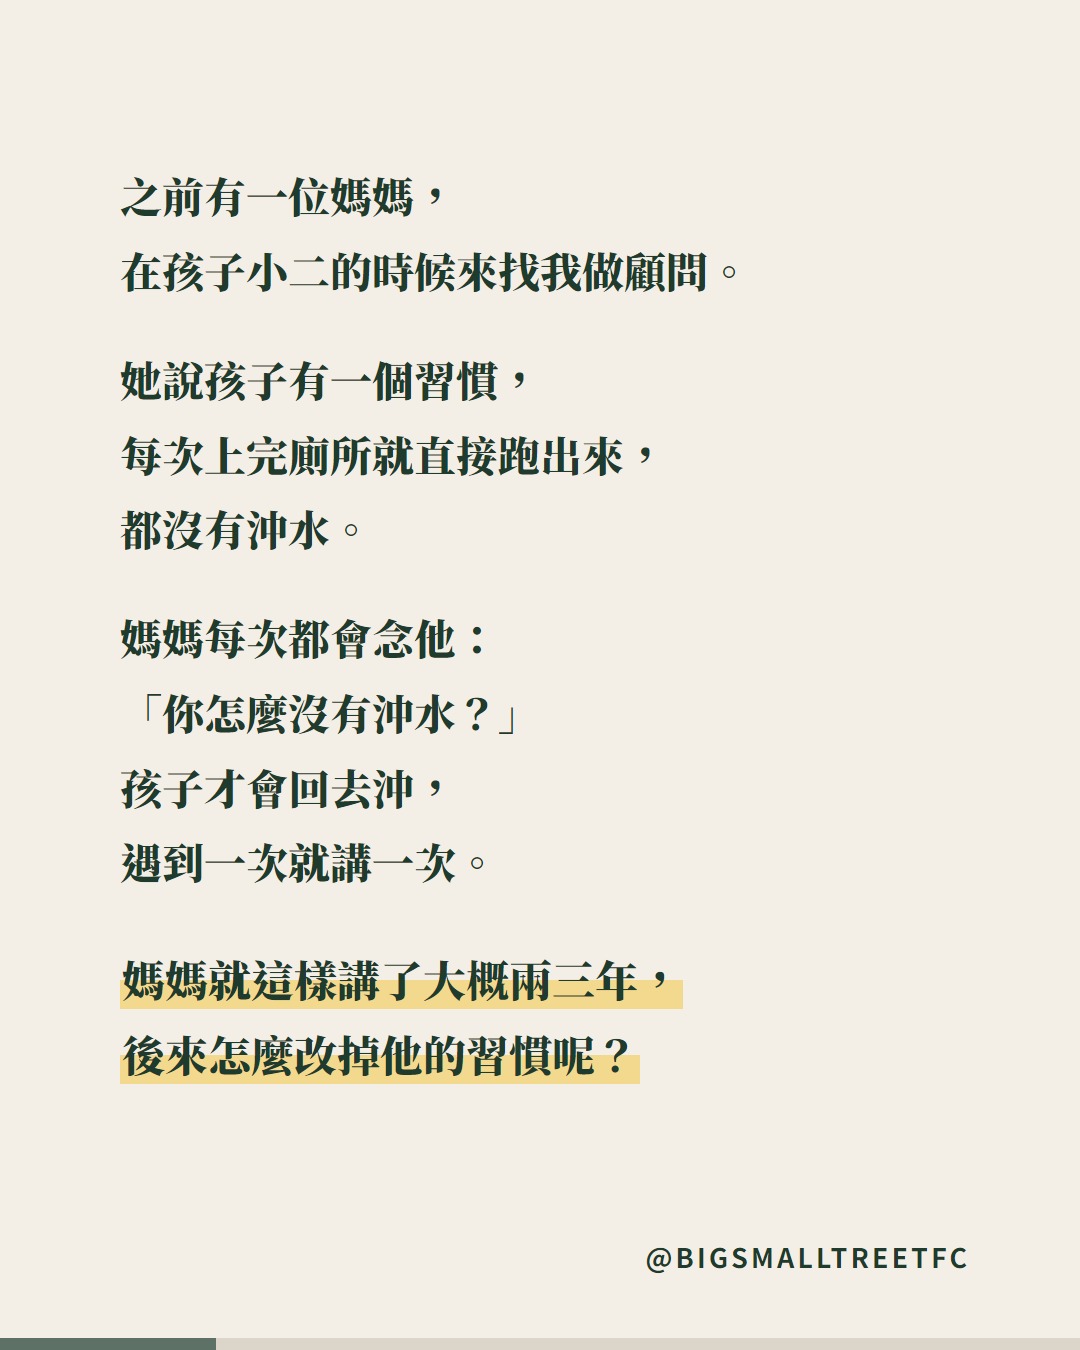 之前有一位媽媽，
在孩子小二的時候來找我做顧問。
她說孩子有一個習慣，
每次上完廁所就直接跑出來，
都沒有沖水。
媽媽每次都會念他：
「你怎麼沒有沖水？」
孩子才會回去沖，
遇到一次就講一次。
媽媽就這樣講了大概兩三年，
後來怎麼改掉他的習慣呢？
@BIGSMALLTREETFC